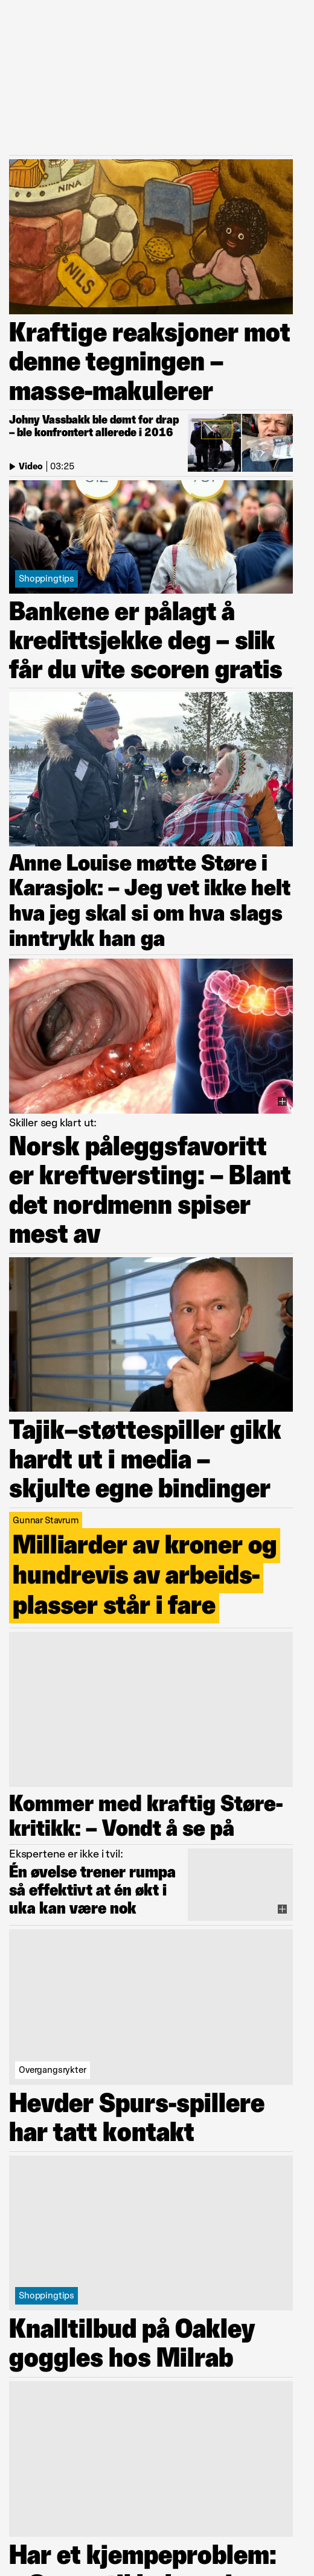 NINA
NILS
Kraftige reaksjoner mot
denne tegningen –
masse-makulerer
Johny Vassbakk ble dømt for drap
– ble konfrontert allerede i 2016
Video | 03:25
Shoppingtips
Bankene er pålagt å
kredittsjekke deg – slik
får du vite scoren gratis
Anne Louise møtte Støre i
Karasjok: – Jeg vet ikke helt
hva jeg skal si om hva slags
inntrykk han ga
Skiller seg klart ut:
Norsk påleggsfavoritt
er kreftversting: – Blant
det nordmenn spiser
mest av
Tajik–støttespiller gikk
hardt ut i media –
skjulte egne bindinger
Gunnar Stavrum
Milliarder av kroner og
hundrevis av arbeids-
plasser står i fare
Kommer med kraftig Støre-
kritikk: – Vondt å se på
Ekspertene er ikke i tvil:
Én øvelse trener rumpa
så effektivt at én økt i
uka kan være nok
Overgangsrykter
Hevder Spurs-spillere
har tatt kontakt
Shoppingtips
Knalltilbud på Oakley
goggles hos Milrab
Har et kjempeproblem: